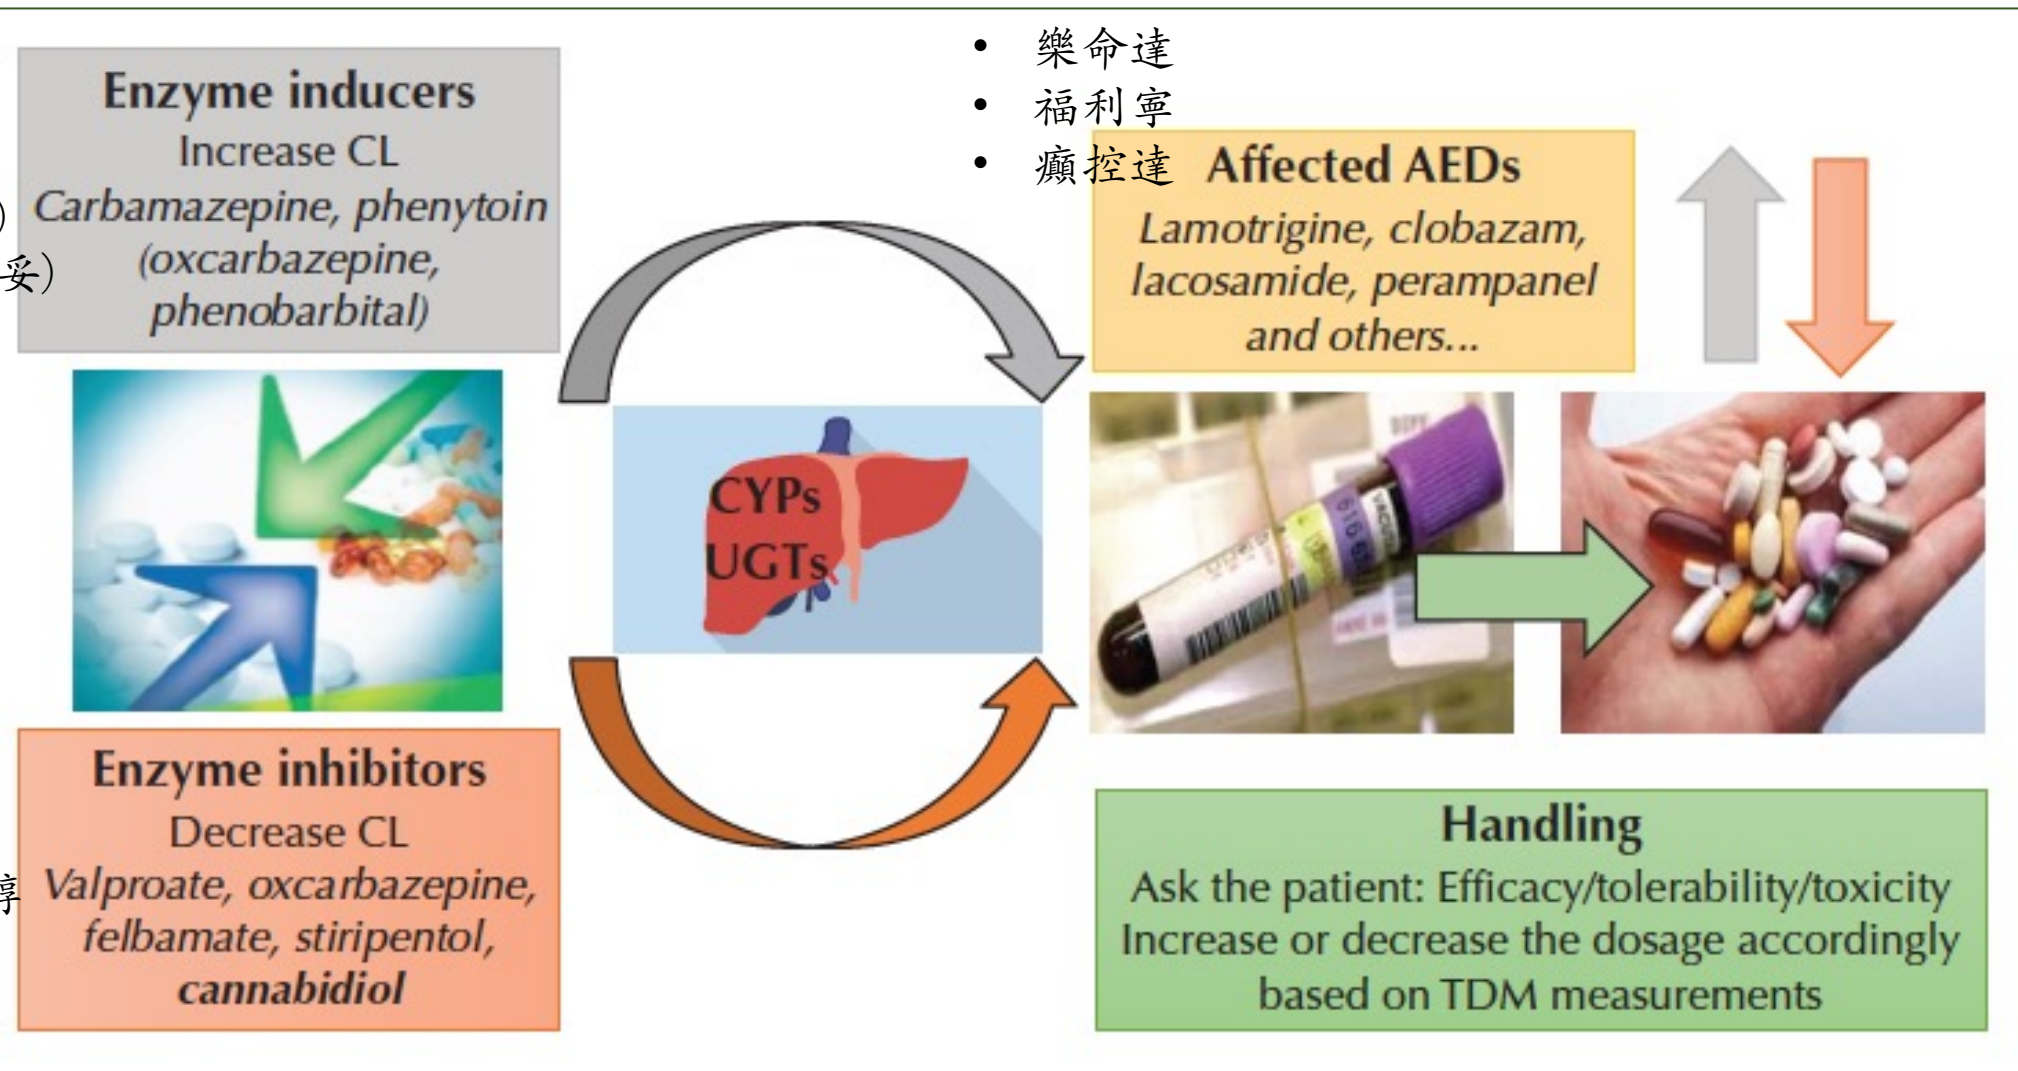 Enzyme inducers
Increase CL
Carbamazepine, phenytoin
(oxcarbazepine,
phenobarbital)
)
妥)
• 樂命達
• 福利寧
• 癲控達
Affected AEDs
Lamotrigine, clobazam,
lacosamide, perampanel
and others...
CYPs
UGTs
Enzyme inhibitors
Decrease CL
Valproate, oxcarbazepine,
felbamate, stiripentol,
cannabidiol
Handling
Ask the patient: Efficacy/tolerability/toxicity
Increase or decrease the dosage accordingly
based on TDM measurements